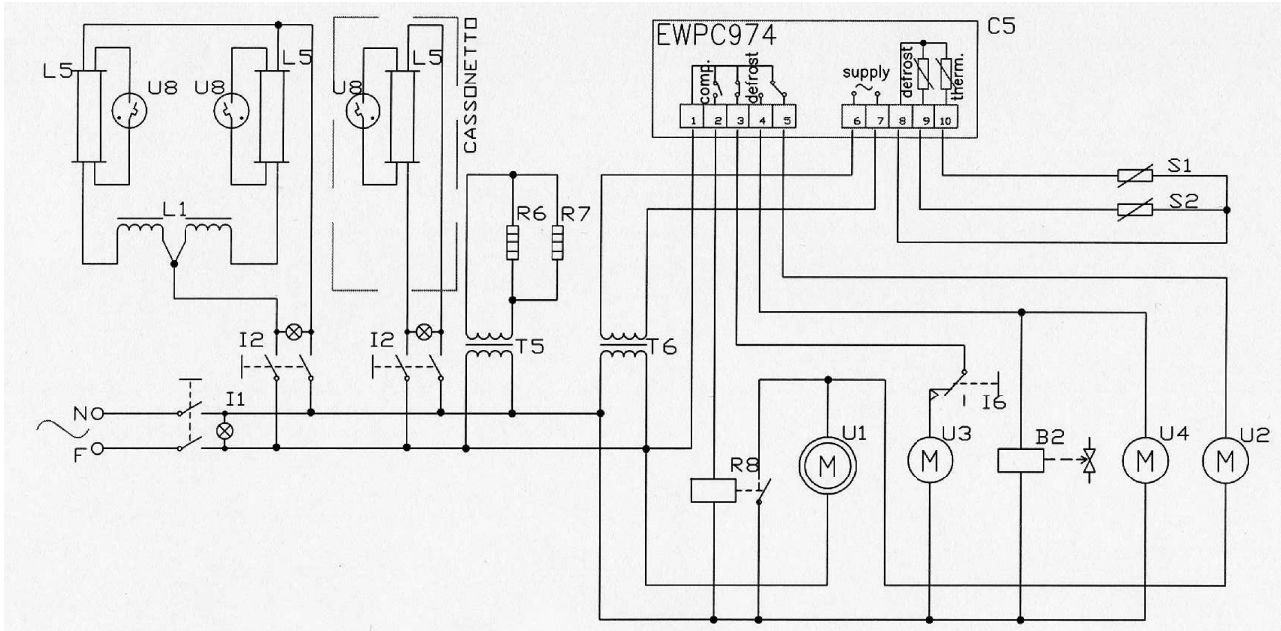 EWPC974
C5
comp.
defrost
supply
defrost
therm.
1 2 3 4 5 6 7 8 9 10
L5
U8
U8
L5
U8
L5
CASSONETTO
S1
S2
L1
R6
R7
I2
I2
T5
T6
N
I1
F
I6
R8
U1
U3
B2
U4
U2
M
M
M
M